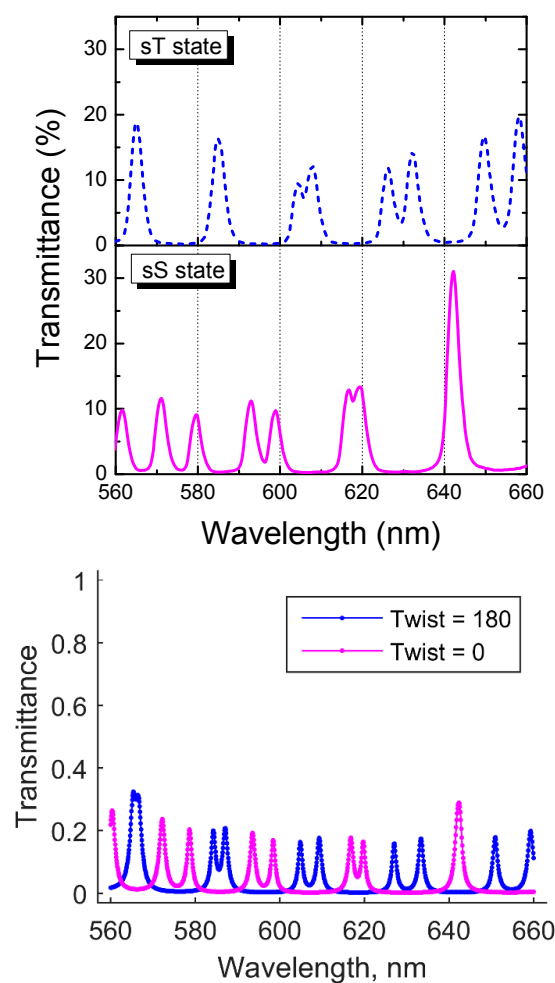 sT state
30
20
10
0
sS state
30
20
10
0
Transmittance (%)
560 580 600 620 640 660
Wavelength (nm)
1
0.8
0.6
0.4
0.2
0
Transmittance
Twist = 180
Twist = 0
560 580 600 620 640 660
Wavelength, nm